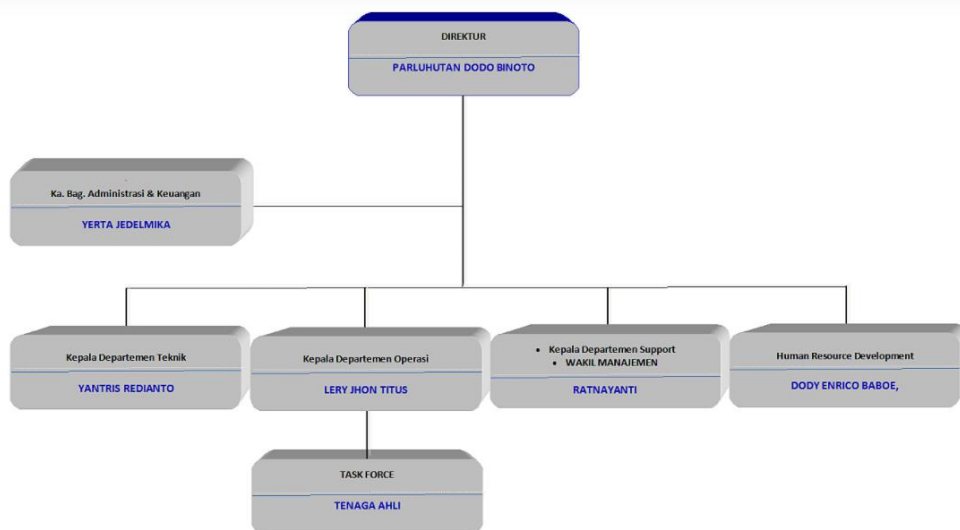 DIREKTUR
PARLUHUTAN DODO BINOTO
Ka. Bag. Administrasi & Keuangan
YERTA JEDELMIKA
Kepala Departemen Teknik
YANTRIS REDIANTO
Kepala Departemen Operasi
LERY JHON TITUS
• Kepala Departemen Support
• WAKIL MANAJEMEN
RATNAYANTI
Human Resource Development
DODY ENRICO BABOE,
TASK FORCE
TENAGA AHLI